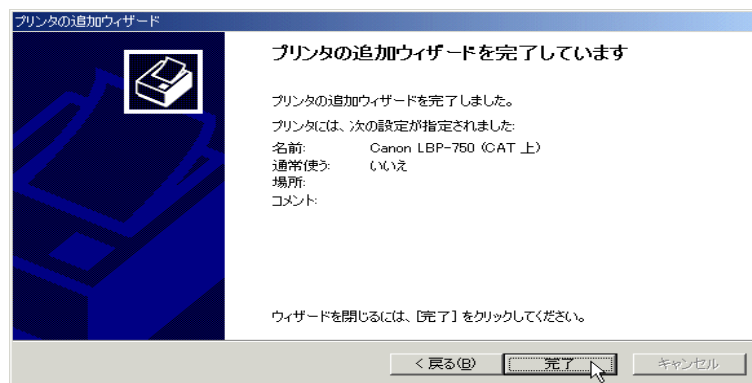 プリンタの追加ウィザード
プリンタの追加ウィザードを完了しています
プリンタの追加ウィザードを完了しました。
プリンタには、次の設定が指定されました:
名前: Canon LBP-750 (CAT 上)
通常使う: いいえ
場所:
コメント:
ウィザードを閉じるには、[完了] をクリックしてください。
< 戻る(B) 完了 キャンセル